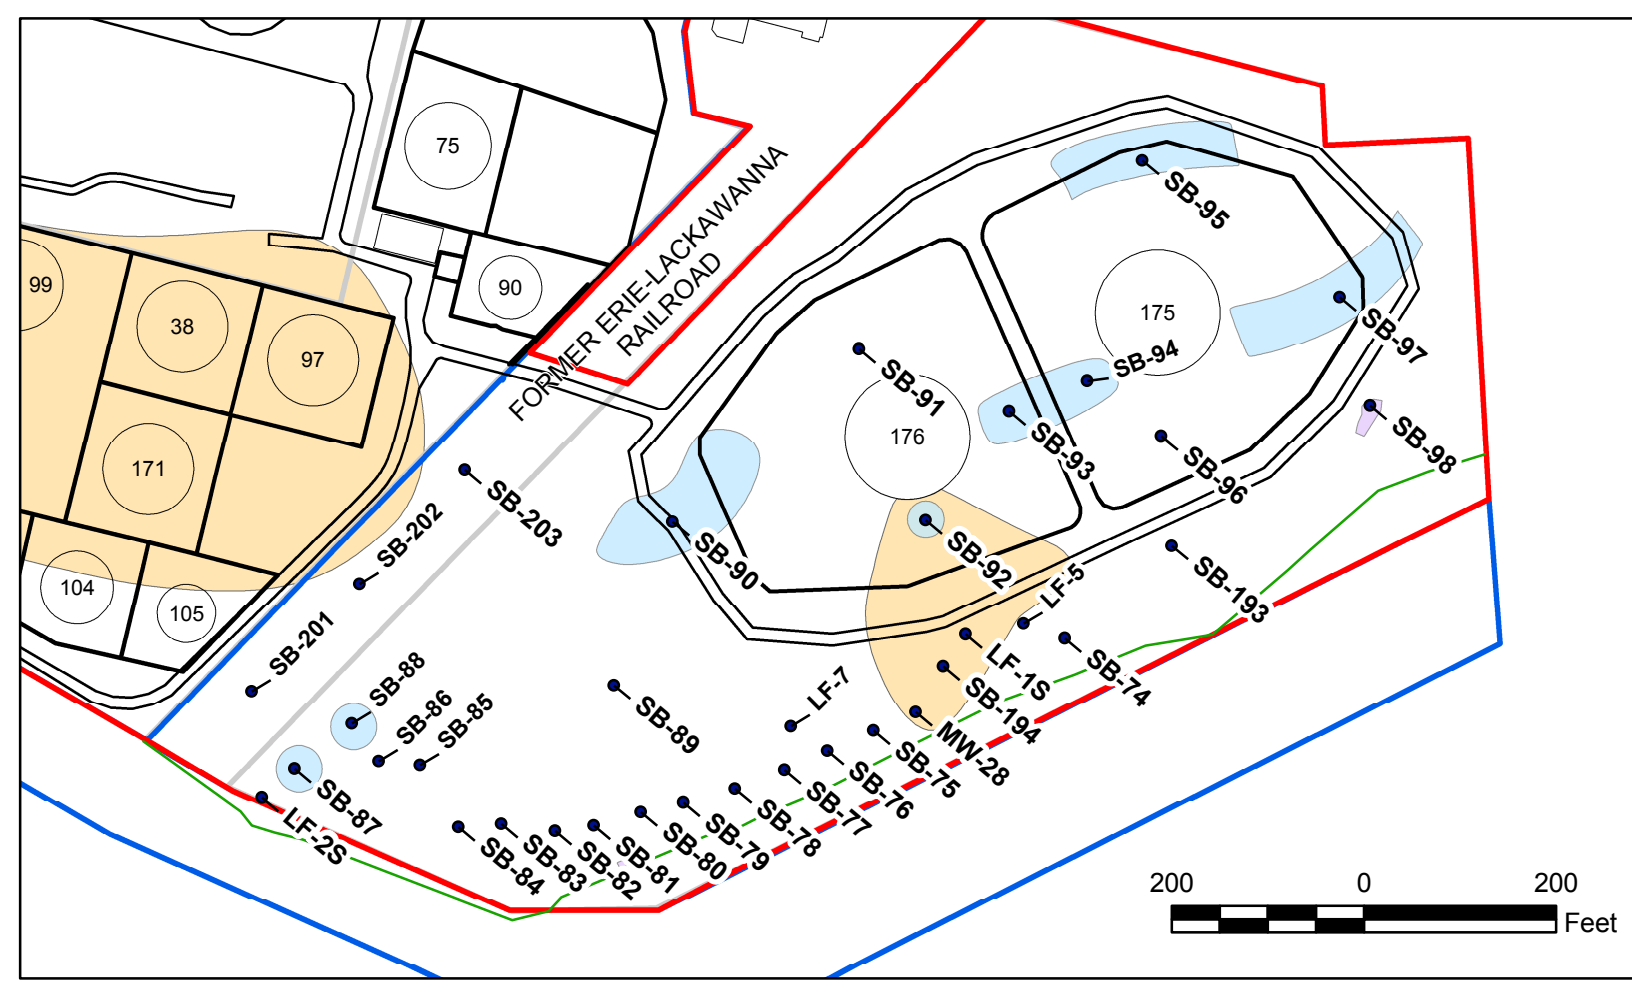 75
FORMER ERIE-LACKAWANNA
RAILROAD
SB-95
99
90
38
97
175
SB-97
SB-94
SB-91
176
SB-93
SB-98
171
SB-96
SB-203
SB-202
SB-90
SB-92
LF-5
SB-193
104
105
SB-201
SB-88
LF-1S
SB-74
SB-86
SB-85
SB-89
LF-7
SB-194
MW-28
SB-75
SB-76
SB-87
SB-77
LF-2S
SB-78
SB-79
SB-80
SB-81
SB-82
SB-83
SB-84
200 0 200
Feet